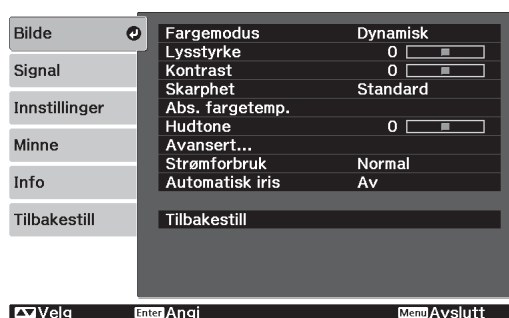 Bilde
Signal
Innstillinger
Minne
Info
Tilbakestill
Fargemodus Dynamisk
Lysstyrke 0
Kontrast 0
Skarphet Standard
Abs. fargetemp.
Hudtone 0
Avansert...
Strømforbruk Normal
Automatisk iris Av
Tilbakestill
Velg Enter Angi Menu Avslutt